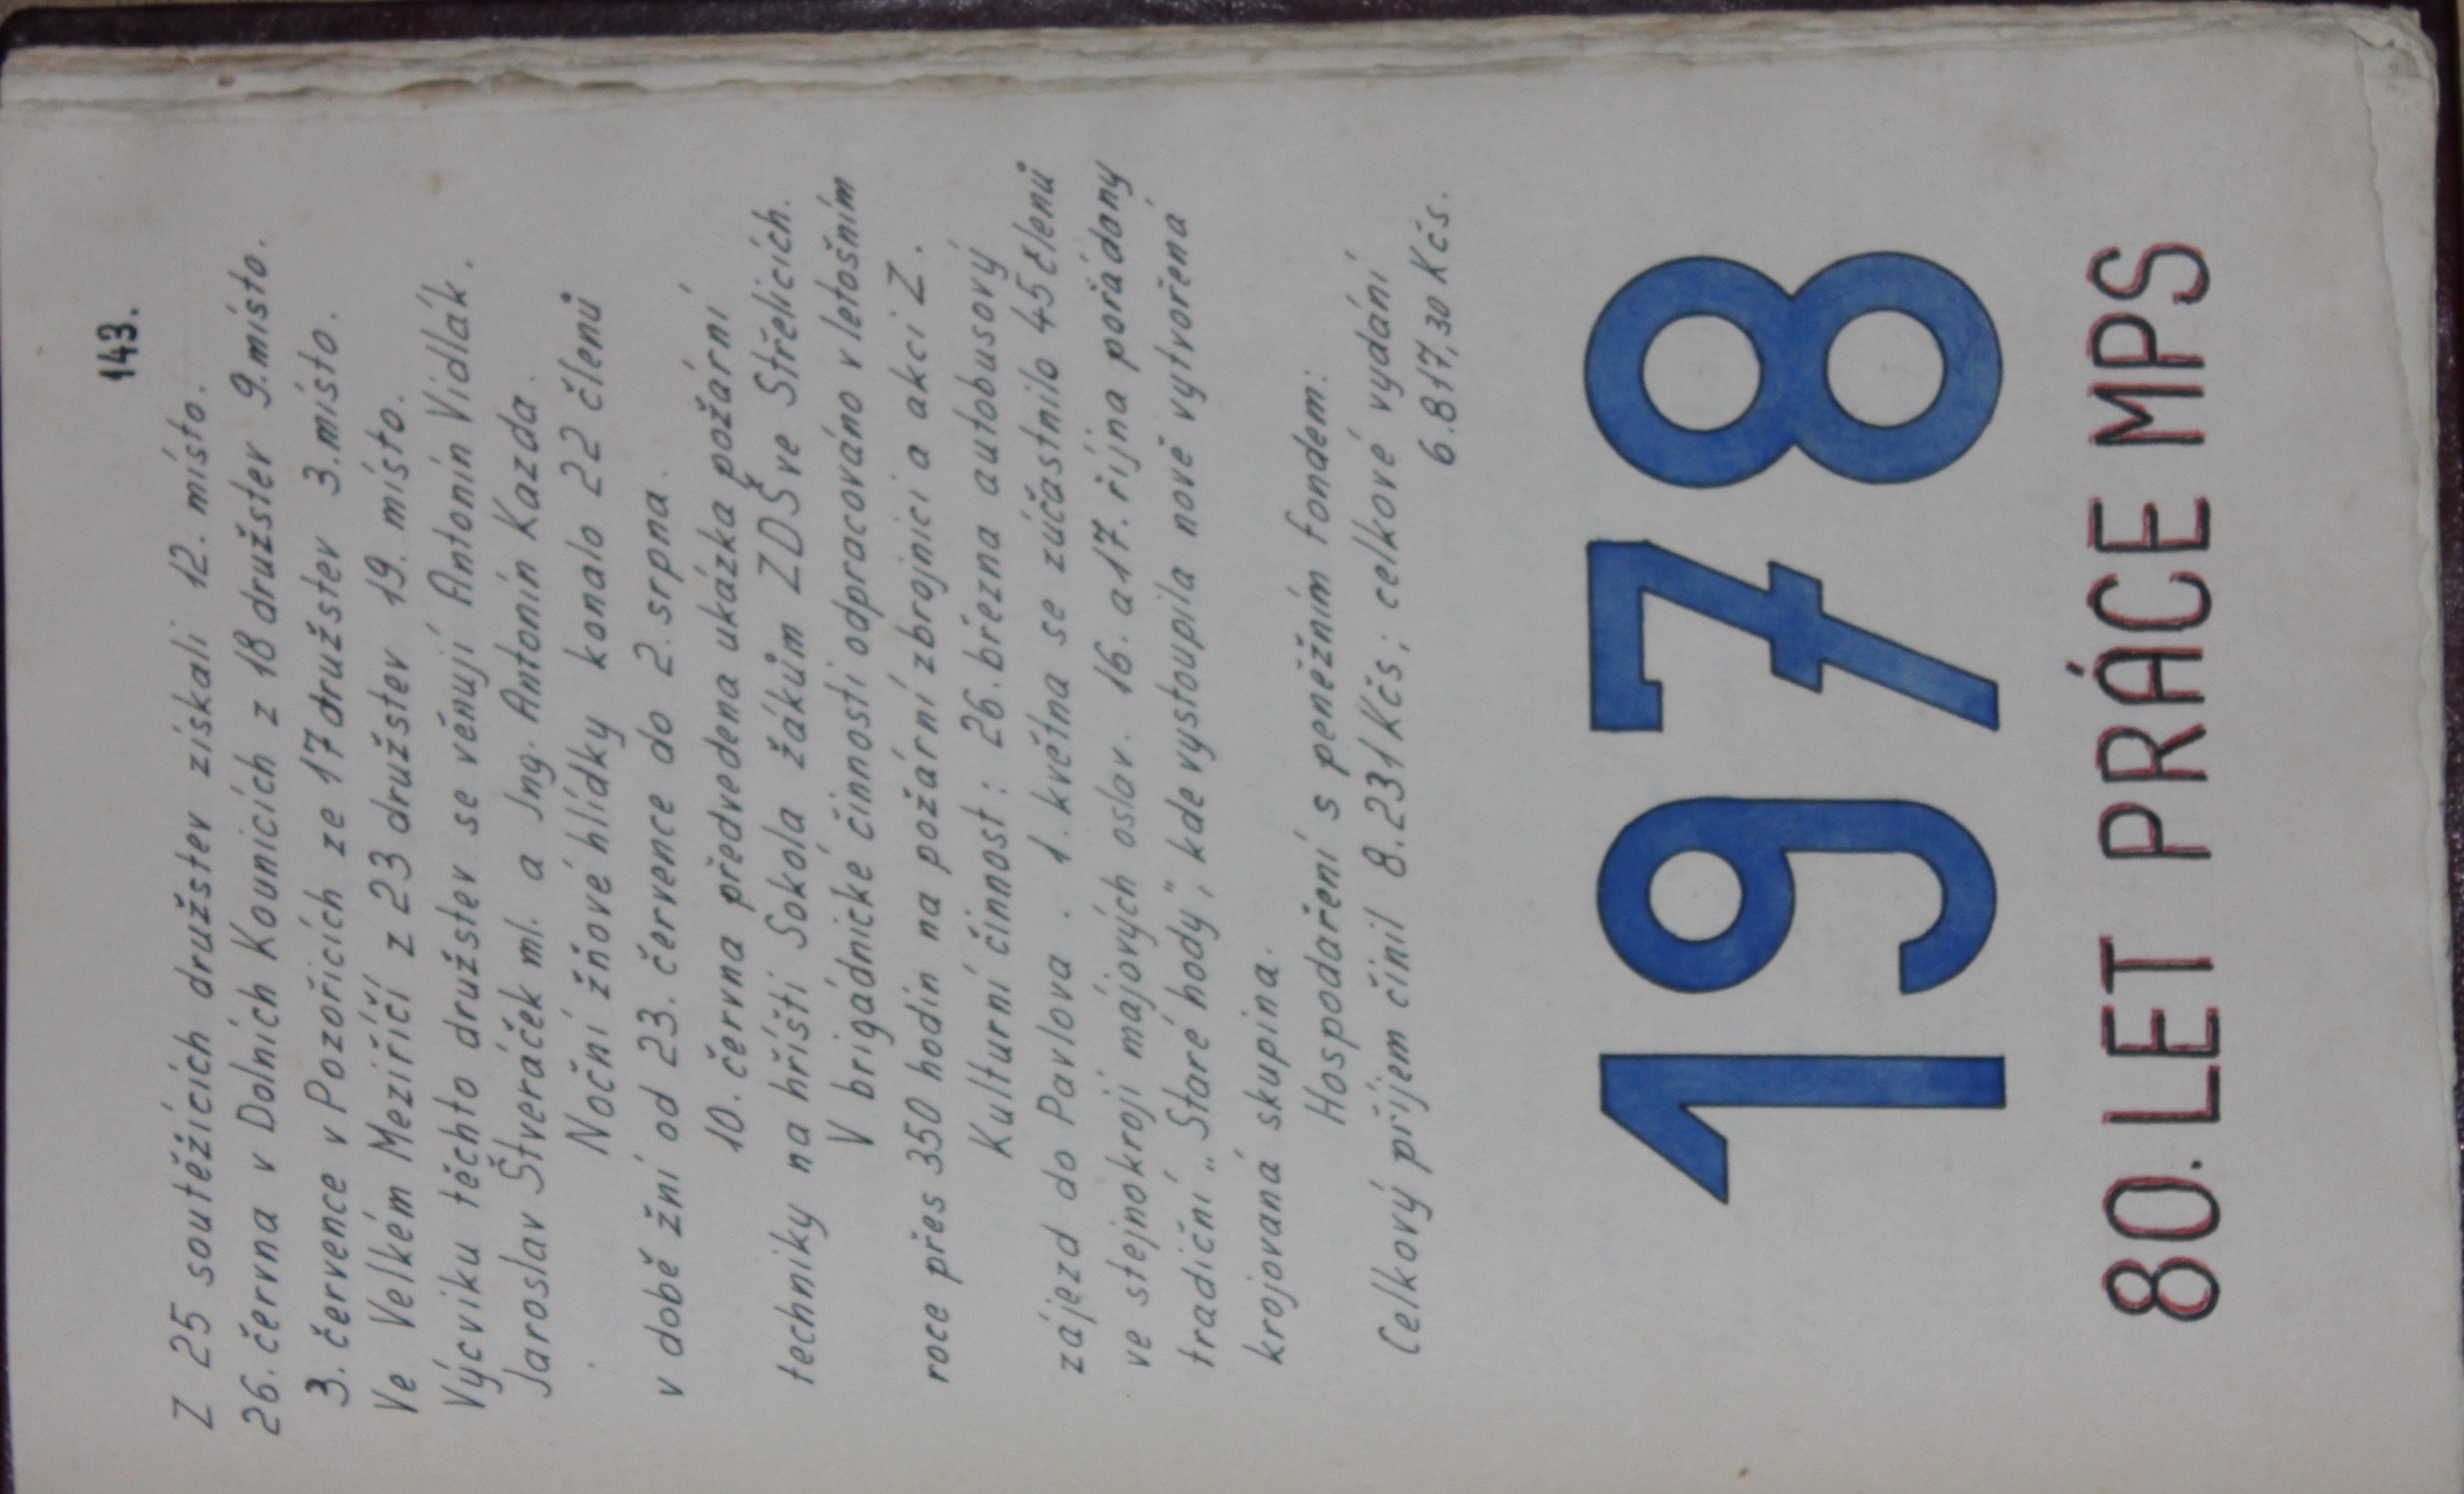 143.
Z 25 soutěžících družstev získali 12. místo.
26. června v Dolních Kounicích z 18 družstev 9. místo.
3. července v Pozořicích ze 17 družstev 3. místo.
Ve Velkém Meziříčí z 23 družstev 19. místo.
Výcviku těchto družstev se věnují Antonín Vidlák.
Jaroslav Štveráček ml. a Jng. Antonín Kazda.
Noční žňové hlídky konalo 22 členů
v době žní od 23. července do 2. srpna.
10. června předvedena ukázka požární
techniky na hřišti Sokola žákům ZDŠ ve Střelicích.
V brigádnické činnosti odpracováno v letošním
roce přes 350 hodin na požární zbrojnici a akci Z.
Kulturní činnost: 26. března autobusový
zájezd do Pavlova. 1. května se zúčastnilo 45 členů
ve stejnokroji májových oslav. 16. a 17. října pořádány
tradiční „Staré hody", kde vystoupila nově vytvořená
krojovaná skupina.
Hospodaření s peněžním fondem:
Celkový příjem činil 8.231 Kčs; celkové vydání
6.817,30 Kčs.
1978
80. LET PRÁCE MPS